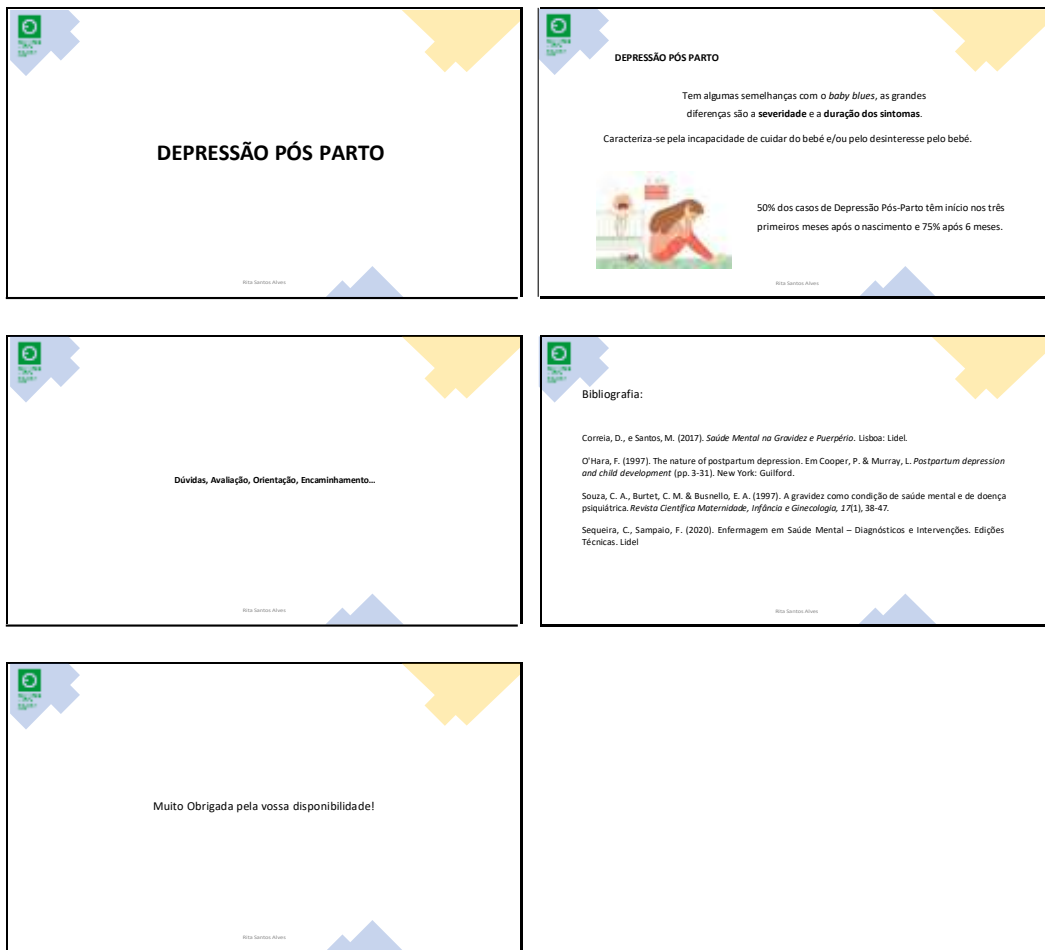 DEPRESSÃO PÓS PARTO
Rita Santos Alves
DEPRESSÃO PÓS PARTO
Tem algumas semelhanças com o baby blues, as grandes
diferenças são a severidade e a duração dos sintomas.
Caracteriza-se pela incapacidade de cuidar do bebé e/ou pelo desinteresse pelo bebé.
50% dos casos de Depressão Pós-Parto têm início nos três
primeiros meses após o nascimento e 75% após 6 meses.
Rita Santos Alves
Dúvidas, Avaliação, Orientação, Encaminhamento...
Rita Santos Alves
Bibliografia:
Correia, D., e Santos, M. (2017). Saúde Mental na Gravidez e Puerpério. Lisboa: Lidel.
O'Hara, F. (1997). The nature of postpartum depression. Em Cooper, P. & Murray, L. Postpartum depression
and child development (pp. 3-31). New York: Guilford.
Souza, C. A., Burtet, C. M. & Busnello, E. A. (1997). A gravidez como condição de saúde mental e de doença
psiquiátrica. Revista Científica Maternidade, Infância e Ginecologia, 17(1), 38-47.
Sequeira, C., Sampaio, F. (2020). Enfermagem em Saúde Mental – Diagnósticos e Intervenções. Edições
Técnicas. Lidel
Rita Santos Alves
Muito Obrigada pela vossa disponibilidade!
Rita Santos Alves